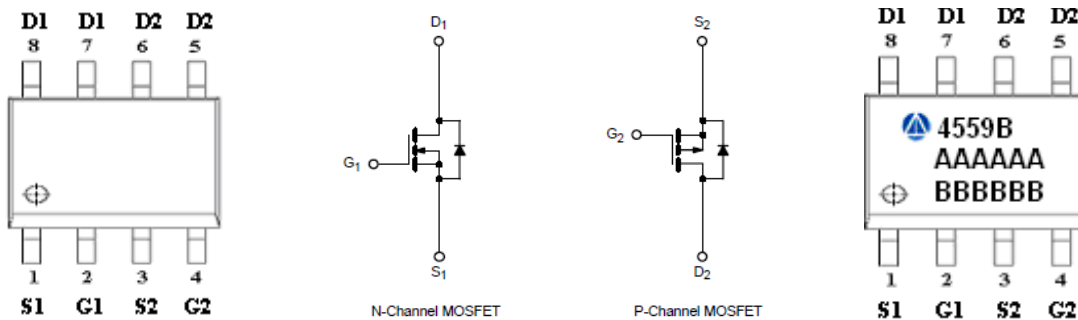 D1 D1 D2 D2
8 7 6 5
1 2 3 4
S1 G1 S2 G2
D1
G1
S1
N-Channel MOSFET
S2
G2
D2
P-Channel MOSFET
D1 D1 D2 D2
8 7 6 5
4559B
AAAAAA
BBBBBB
1 2 3 4
S1 G1 S2 G2